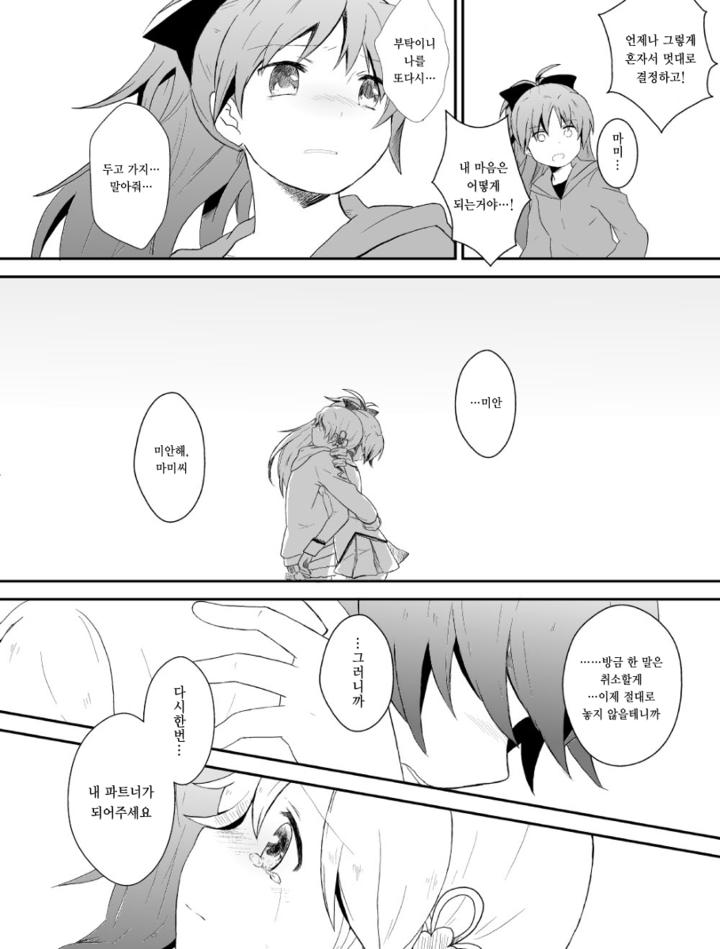 언제나 그렇게
혼자서 멋대로
결정하고!
마미…
내 마음은
어떻게
되는거야…!
부탁이니
나를
또다시…
두고 가지…
말아줘…
…미안
미안해,
마미씨
……방금 한 말은
취소할게
…이제 절대로
놓지 않을테니까
…그러니까
다시한번…
내 파트너가
되어주세요